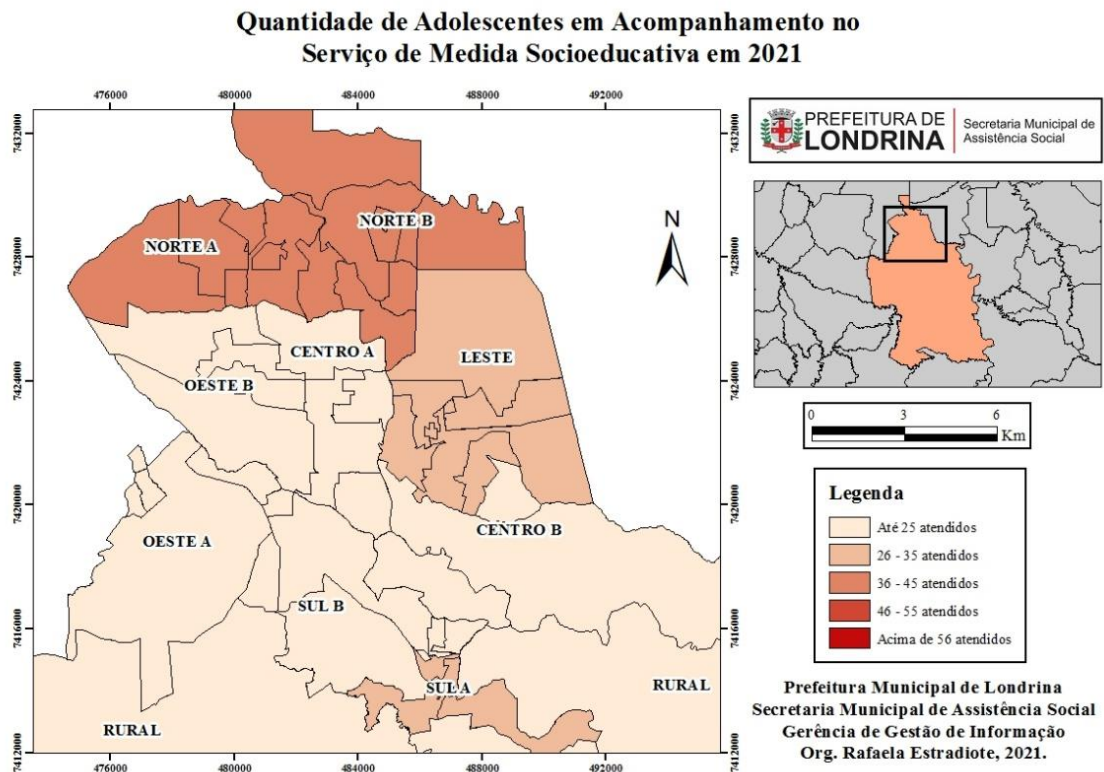 Quantidade de Adolescentes em Acompanhamento no
Serviço de Medida Socioeducativa em 2021
476000 480000 484000 488000 492000
7432000
7428000
7424000
7420000
7416000
7412000
NORTE A
NORTE B
CENTRO A
LESTE
OESTE B
OESTE A
CENTRO B
SUL B
SUL A
RURAL
RURAL
N
7432000
7428000
7424000
7420000
7416000
7412000
476000 480000 484000 488000 492000
PREFEITURA DE
LONDRINA
Secretaria Municipal de
Assistência Social
0 3 6
Km
Legenda
Até 25 atendidos
26 - 35 atendidos
36 - 45 atendidos
46 - 55 atendidos
Acima de 56 atendidos
Prefeitura Municipal de Londrina
Secretaria Municipal de Assistência Social
Gerência de Gestão de Informação
Org. Rafaela Estradiote, 2021.